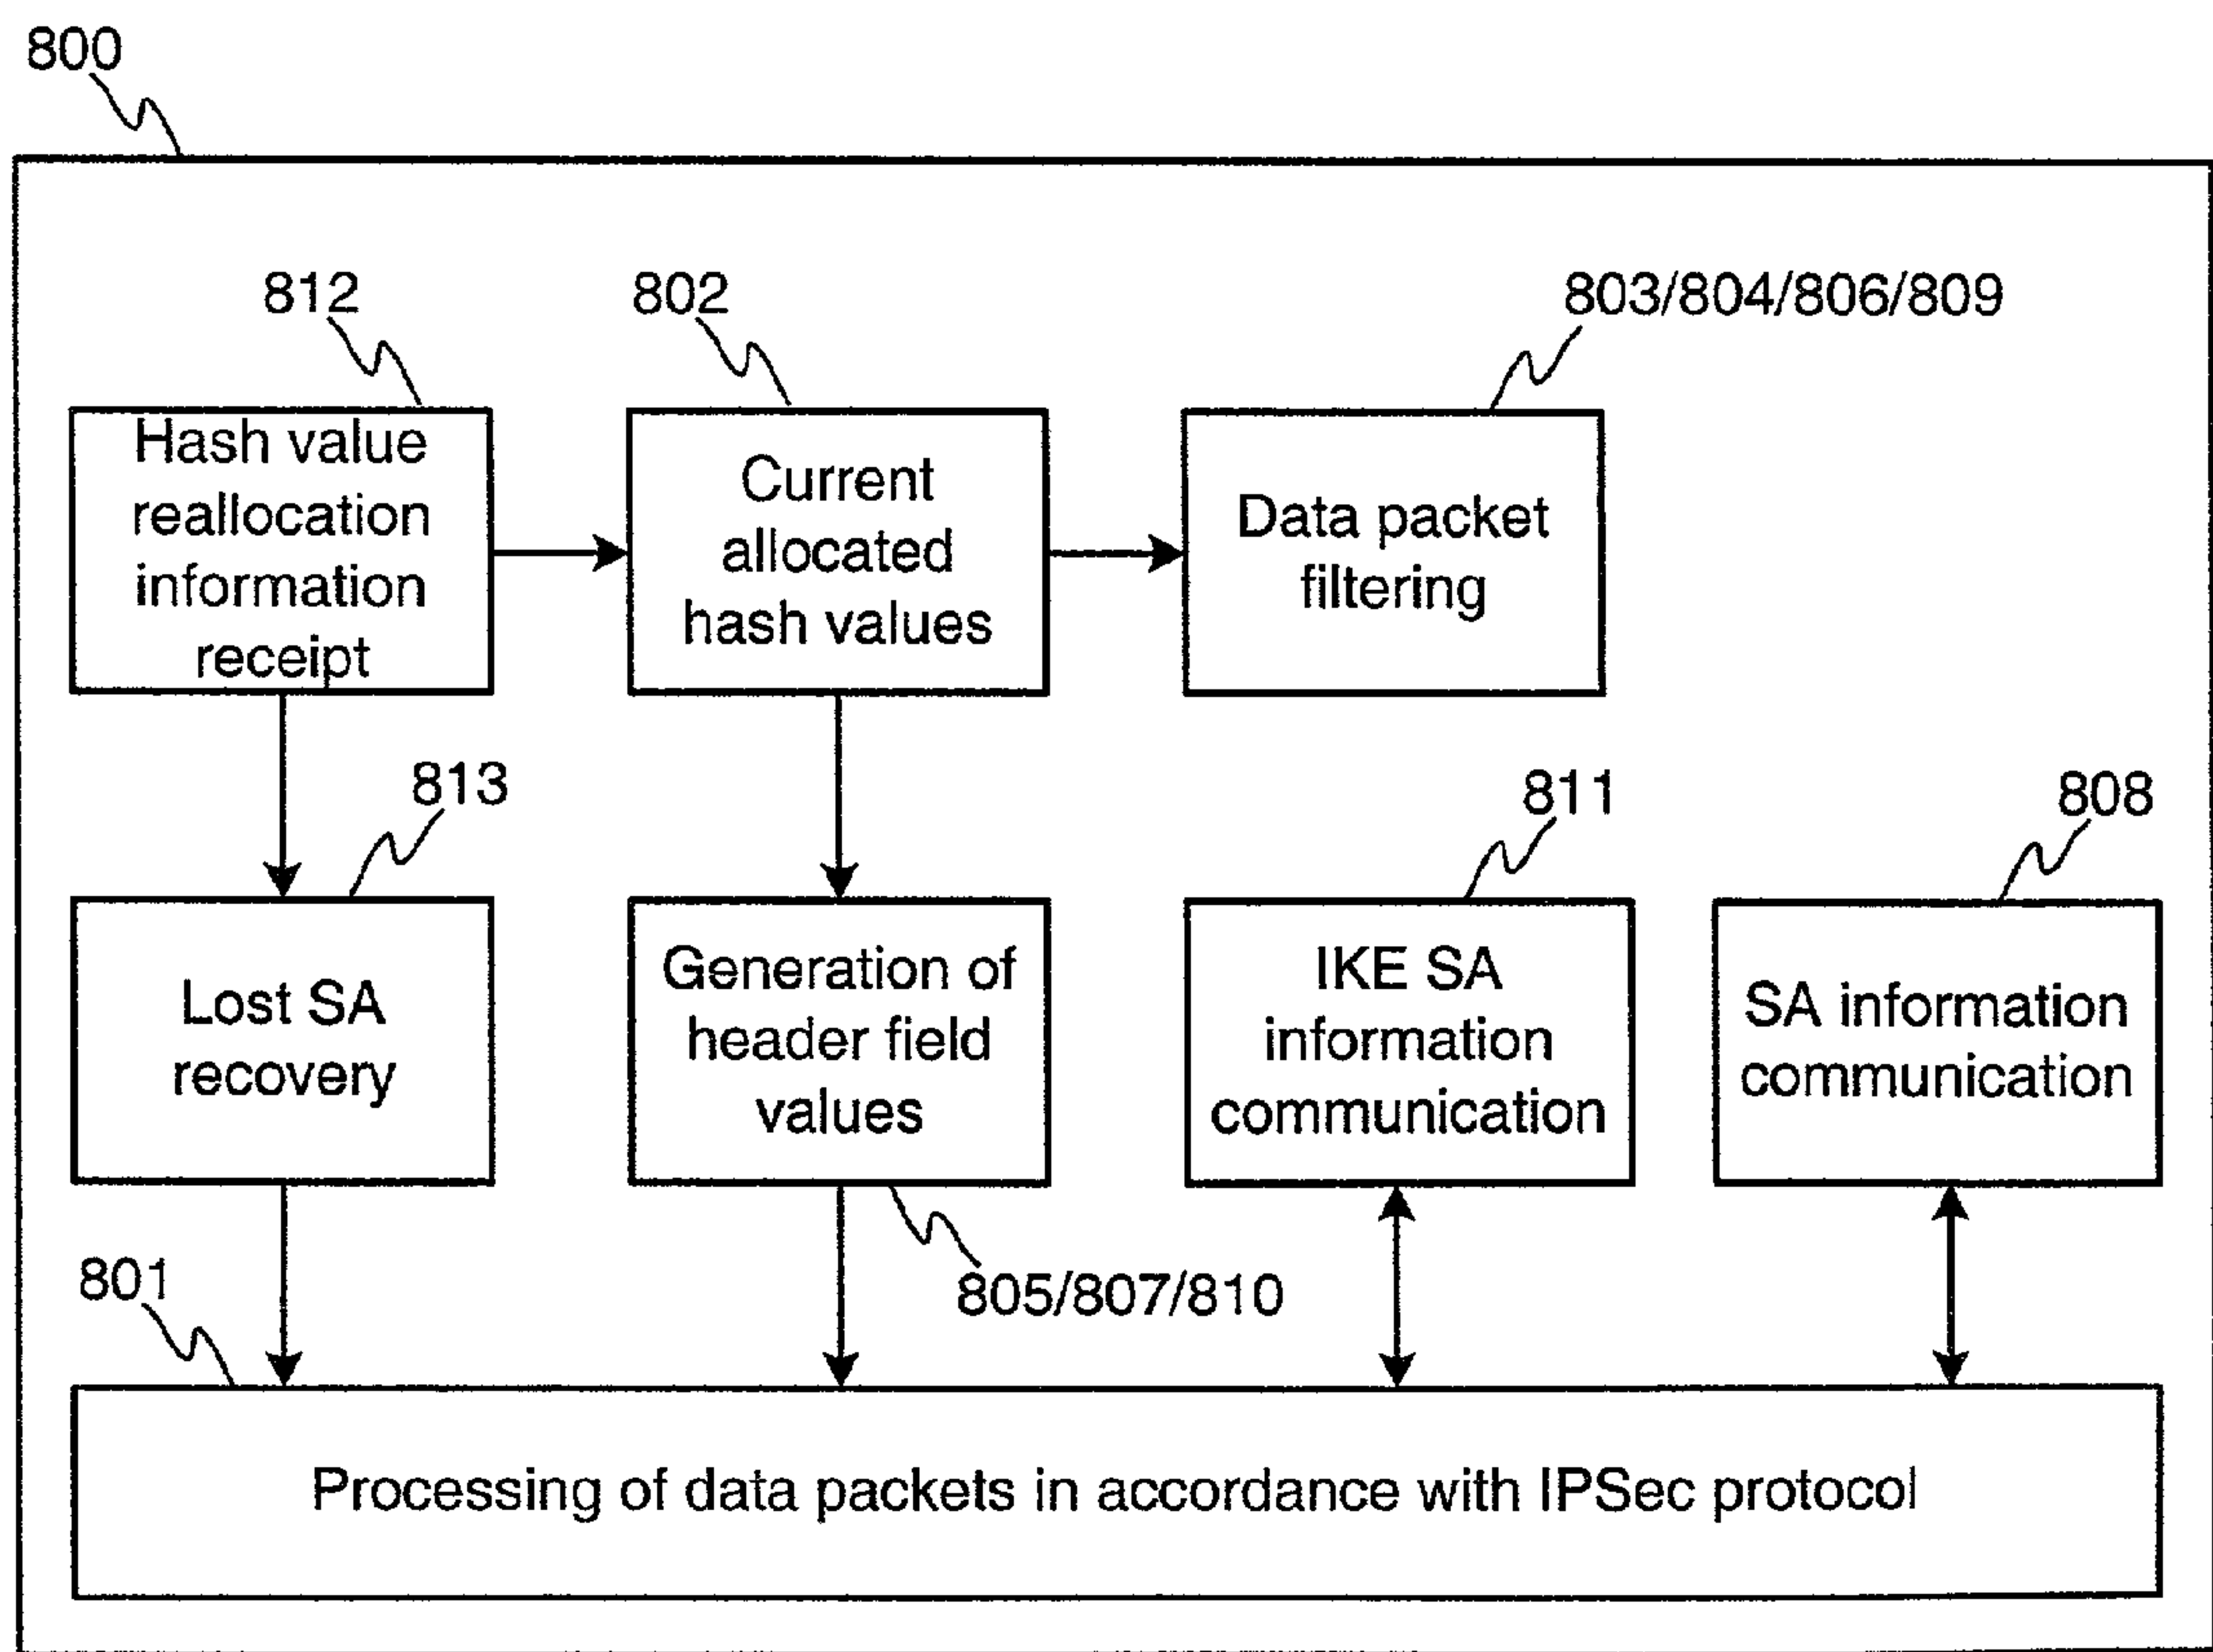 800
812
802
803/804/806/809
Hash value
reallocation
information
receipt
Current
allocated
hash values
Data packet
filtering
813
811
808
Lost SA
recovery
Generation of
header field
values
IKE SA
information
communication
SA information
communication
801
805/807/810
Processing of data packets in accordance with IPSec protocol